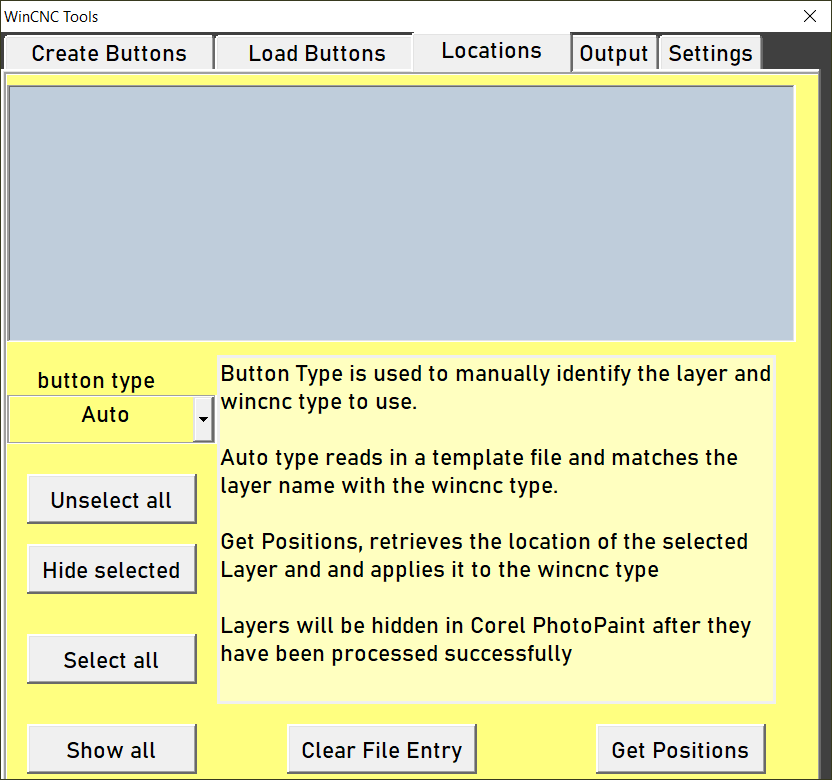 WinCNC Tools
Create Buttons
Load Buttons
Locations
Output
Settings
button type
Auto
Button Type is used to manually identify the layer and
wincnc type to use.
Auto type reads in a template file and matches the
layer name with the wincnc type.
Get Positions, retrieves the location of the selected
Layer and and applies it to the wincnc type
Layers will be hidden in Corel PhotoPaint after they
have been processed successfully
Unselect all
Hide selected
Select all
Show all
Clear File Entry
Get Positions